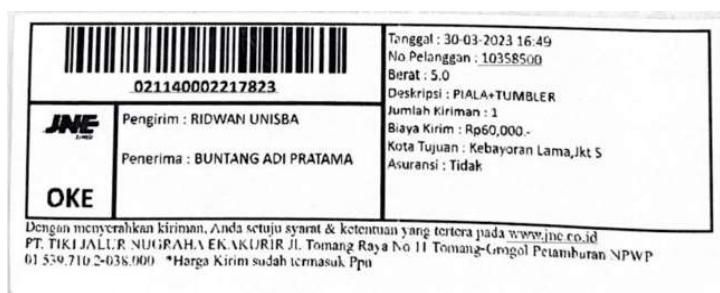 021140002217823
JNE
OKE
Pengirim : RIDWAN UNISBA
Penerima : BUNTANG ADI PRATAMA
Tanggal : 30-03-2023 16:49
No Pelanggan : 10358500
Berat : 5.0
Deskripsi : PIALA+TUMBLER
Jumlah Kiriman : 1
Biaya Kirim : Rp60,000.-
Kota Tujuan : Kebayoran Lama,Jkt S
Asuransi : Tidak
Dengan menyerahkan kiriman, Anda setuju syarat & ketentuan yang tertera pada www.jne.co.id
PT. TIKI JALUR NUGRAHA EKAKURIR Jl. Tomang Raya No 11 Tomang-Grogol Petamburan NPWP
01 539.710 2-038.000 *Harga Kirim sudah termasuk Ppn